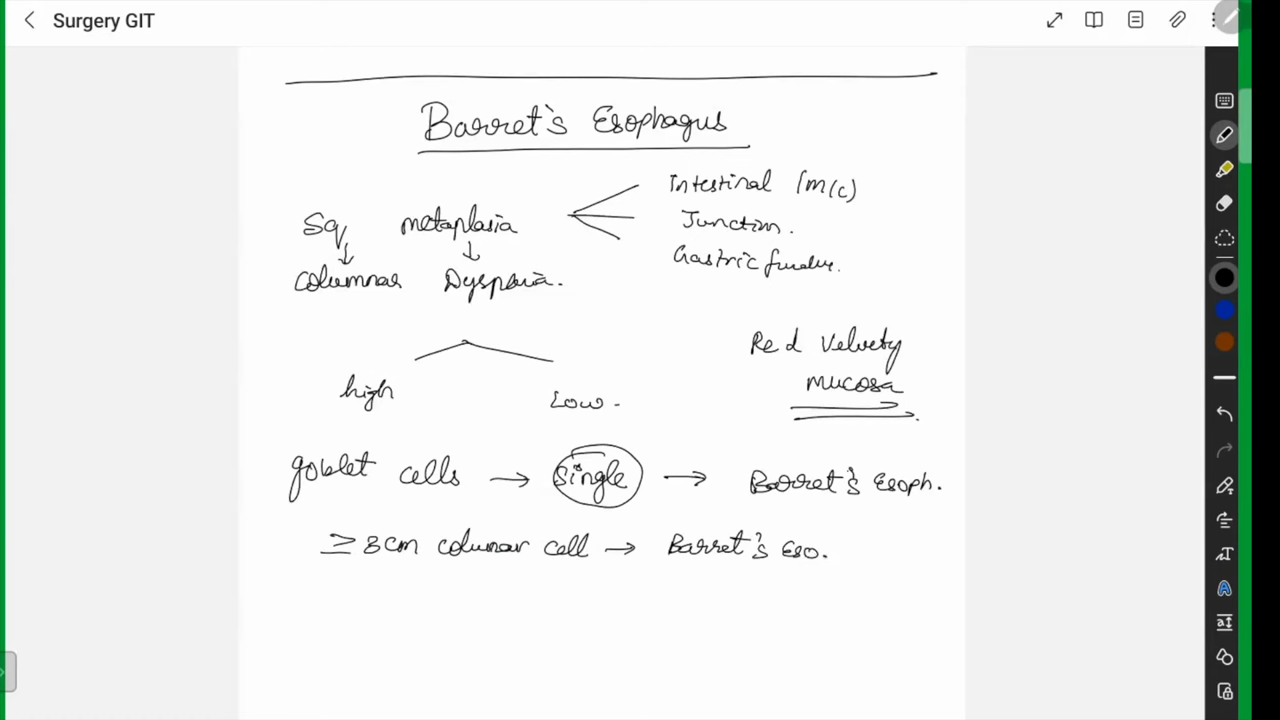 Surgery GIT
Barret's Esophagus
Intestinal (m/c)
Sq metaplasia
Junction.
Gastric fundus.
↓ ↓
Columnar Dysplasia.
Red Velvety
mucosa
high Low.
goblet cells → single → Barret's Esoph.
≥ 3cm columnar cell → Barret's Eso.